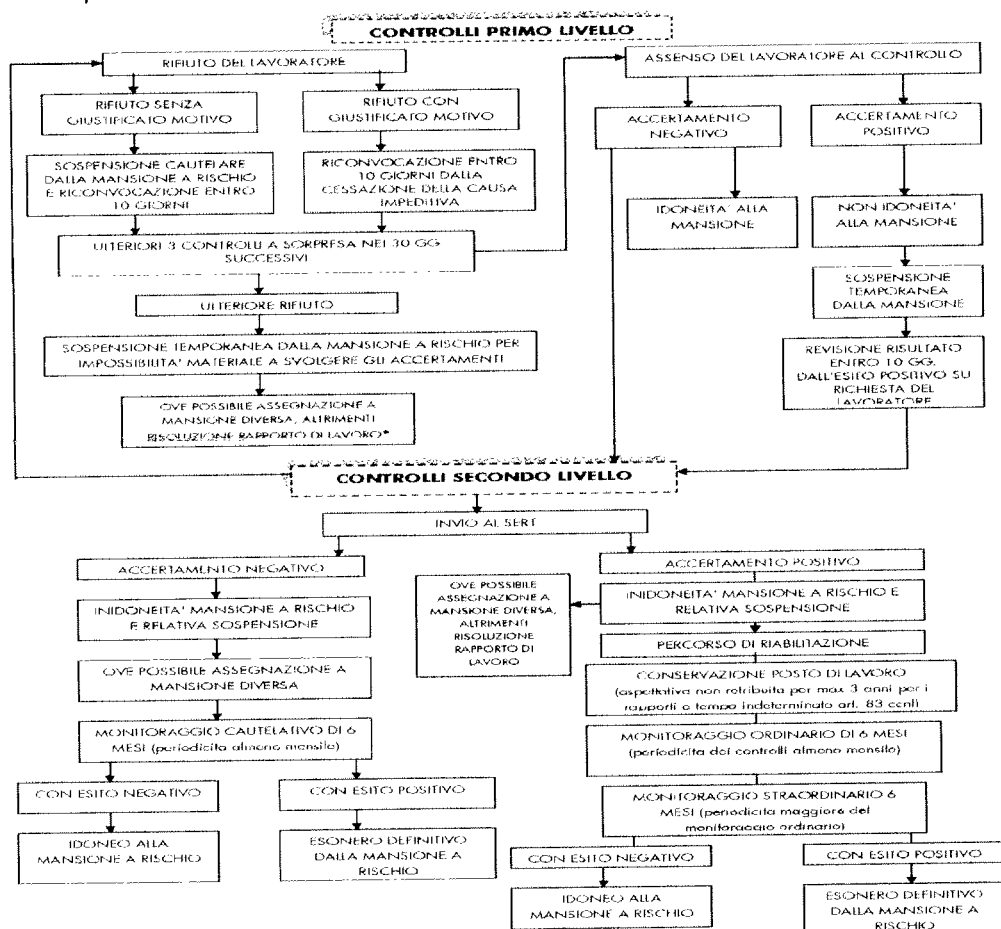 CONTROLLI PRIMO LIVELLO
RIFIUTO DEL LAVORATORE
RIFIUTO SENZA
GIUSTIFICATO MOTIVO
RIFIUTO CON
GIUSTIFICATO MOTIVO
SOSPENSIONE CAUTELARE
DALLA MANSIONE A RISCHIO
E RICONVOCAZIONE ENTRO
10 GIORNI
RICONVOCAZIONE ENTRO
10 GIORNI DALLA
CESSAZIONE DELLA CAUSA
IMPEDITIVA
ULTERIORI 3 CONTROLLI A SORPRESA NEI 30 GG
SUCCESSIVI
ULTERIORE RIFIUTO
SOSPENSIONE TEMPORANEA DALLA MANSIONE A RISCHIO PER
IMPOSSIBILITA' MATERIALE A SVOLGERE GLI ACCERTAMENTI
OVE POSSIBILE ASSEGNAZIONE A
MANSIONE DIVERSA, ALTRIMENTI
RISOLUZIONE RAPPORTO DI LAVORO*
ASSENSO DEL LAVORATORE AL CONTROLLO
ACCERTAMENTO
NEGATIVO
ACCERTAMENTO
POSITIVO
IDONEITA' ALLA
MANSIONE
NON IDONEITA'
ALLA MANSIONE
SOSPENSIONE
TEMPORANEA
DALLA MANSIONE
REVISIONE RISULTATO
ENTRO 10 GG.
DALL'ESITO POSITIVO SU
RICHIESTA DEL
LAVORATORE
CONTROLLI SECONDO LIVELLO
INVIO AL SERT
ACCERTAMENTO NEGATIVO
INIDONEITA' MANSIONE A RISCHIO
E RELATIVA SOSPENSIONE
OVE POSSIBILE ASSEGNAZIONE A
MANSIONE DIVERSA
MONITORAGGIO CAUTELATIVO DI 6
MESI (periodicita almeno mensile)
CON ESITO NEGATIVO
IDONEO ALLA
MANSIONE A RISCHIO
CON ESITO POSITIVO
ESONERO DEFINITIVO
DALLA MANSIONE A
RISCHIO
ACCERTAMENTO POSITIVO
INIDONEITA' MANSIONE A RISCHIO E
RELATIVA SOSPENSIONE
OVE POSSIBILE
ASSEGNAZIONE A
MANSIONE DIVERSA,
ALTRIMENTI
RISOLUZIONE
RAPPORTO DI
LAVORO
PERCORSO DI RIABILITAZIONE
CONSERVAZIONE POSTO DI LAVORO
(aspettativa non retribuita per max 3 anni per i
rapporti a tempo indeterminato art. 83 ccnl)
MONITORAGGIO ORDINARIO DI 6 MESI
(periodicita dei controlli almeno mensile)
MONITORAGGIO STRAORDINARIO 6
MESI (periodicita maggiore del
monitoraggio ordinario)
CON ESITO NEGATIVO
IDONEO ALLA
MANSIONE A RISCHIO
CON ESITO POSITIVO
ESONERO DEFINITIVO
DALLA MANSIONE A
RISCHIO